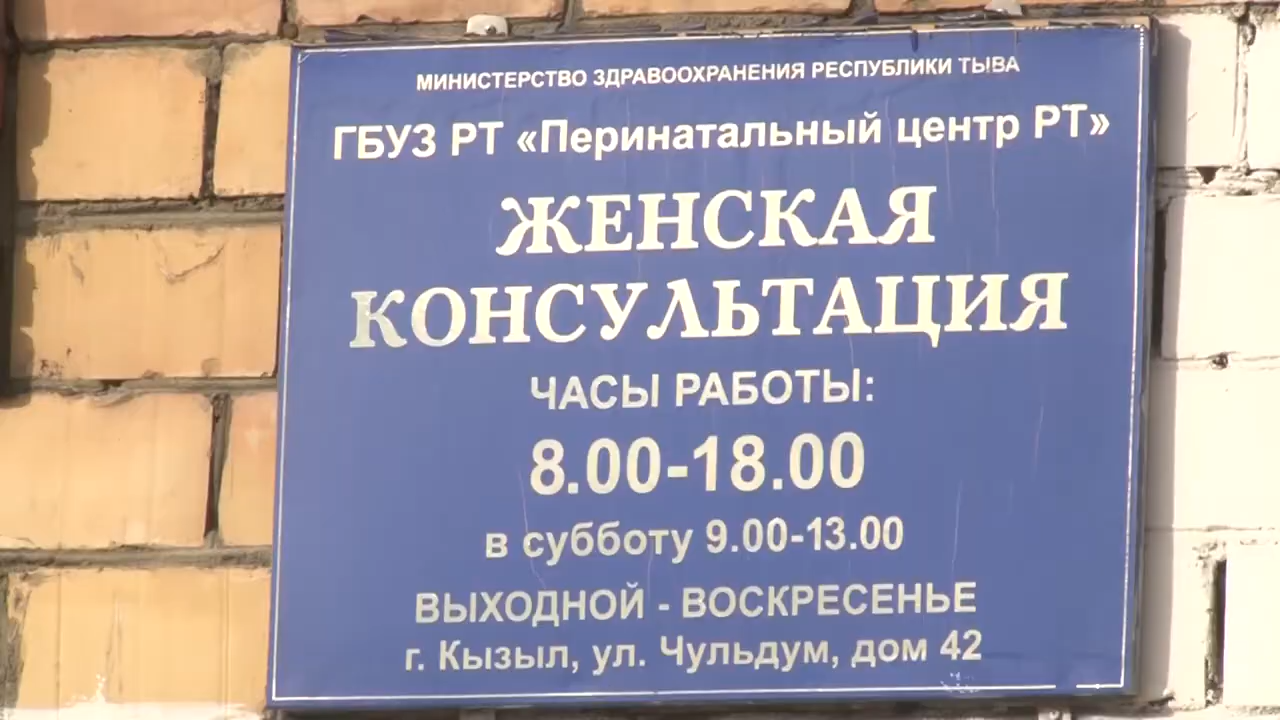 МИНИСТЕРСТВО ЗДРАВООХРАНЕНИЯ РЕСПУБЛИКИ ТЫВА
ГБУЗ РТ «Перинатальный центр РТ»
ЖЕНСКАЯ
КОНСУЛЬТАЦИЯ
ЧАСЫ РАБОТЫ:
8.00-18.00
в субботу 9.00-13.00
ВЫХОДНОЙ - ВОСКРЕСЕНЬЕ
г. Кызыл, ул. Чульдум, дом 42